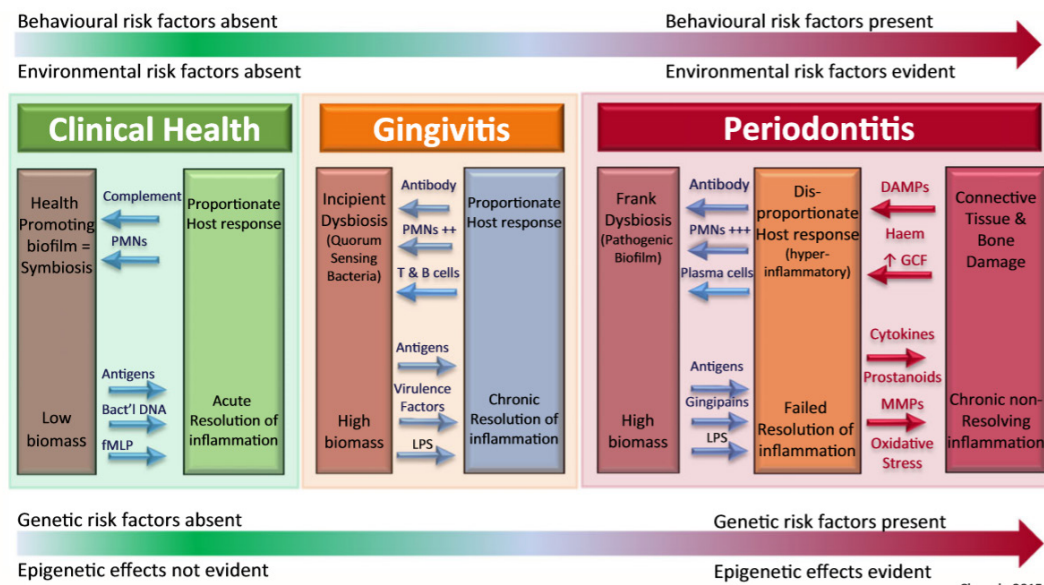 Behavioural risk factors absent
Behavioural risk factors present
Environmental risk factors absent
Environmental risk factors evident
Clinical Health
Health
Promoting
biofilm =
Symbiosis
Low
biomass
Complement
PMNs
Antigens
Bact'l DNA
fMLP
Proportionate
Host response
Acute
Resolution of
inflammation
Gingivitis
Incipient
Dysbiosis
(Quorum
Sensing
Bacteria)
High
biomass
Antibody
PMNs ++
T & B cells
Antigens
Virulence
Factors
LPS
Proportionate
Host response
Chronic
Resolution of
inflammation
Periodontitis
Frank
Dysbiosis
(Pathogenic
Biofilm)
High
biomass
Antibody
PMNs +++
Plasma cells
Antigens
Gingipains
LPS
Dis-
proportionate
Host response
(hyper-
inflammatory)
Failed
Resolution of
inflammation
DAMPs
Haem
↑ GCF
Cytokines
Prostanoids
MMPs
Oxidative
Stress
Connective
Tissue &
Bone
Damage
Chronic non-
Resolving
inflammation
Genetic risk factors absent
Genetic risk factors present
Epigenetic effects not evident
Epigenetic effects evident